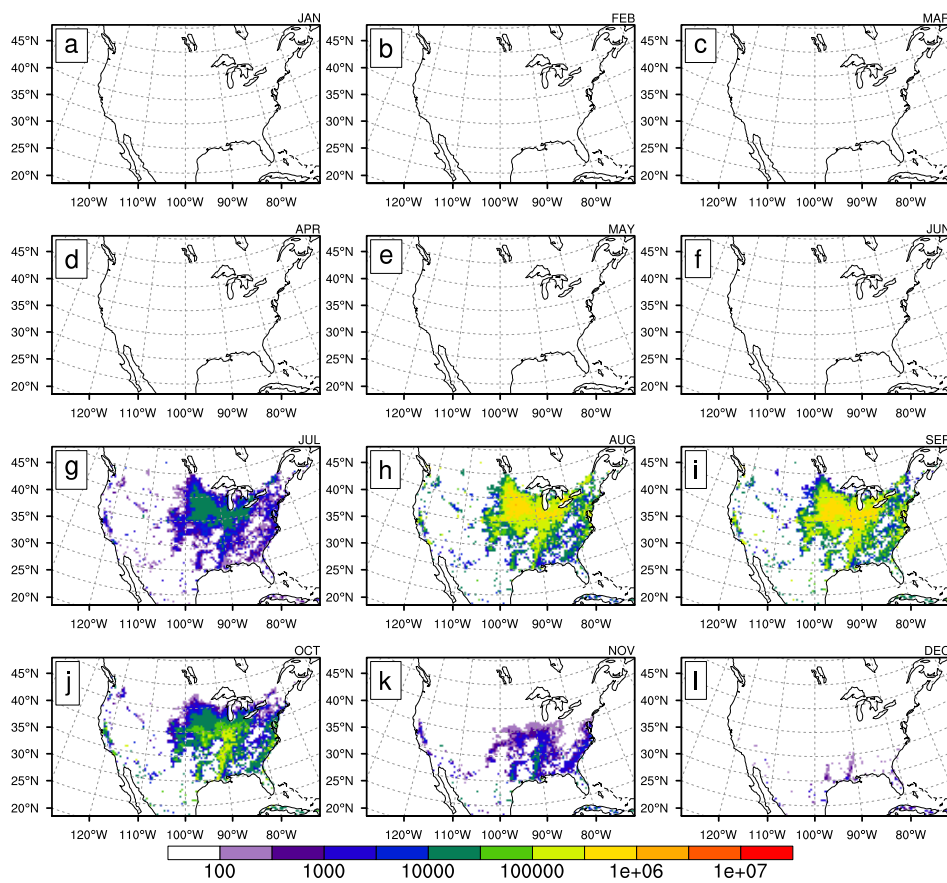 JAN FEB MAR
a b c
45°N 45°N 45°N
40°N 40°N 40°N
35°N 35°N 35°N
30°N 30°N 30°N
25°N 25°N 25°N
20°N 20°N 20°N
120°W 110°W 100°W 90°W 80°W 120°W 110°W 100°W 90°W 80°W 120°W 110°W 100°W 90°W 80°W
APR MAY JUN
d e f
45°N 45°N 45°N
40°N 40°N 40°N
35°N 35°N 35°N
30°N 30°N 30°N
25°N 25°N 25°N
20°N 20°N 20°N
120°W 110°W 100°W 90°W 80°W 120°W 110°W 100°W 90°W 80°W 120°W 110°W 100°W 90°W 80°W
JUL AUG SEP
g h i
45°N 45°N 45°N
40°N 40°N 40°N
35°N 35°N 35°N
30°N 30°N 30°N
25°N 25°N 25°N
20°N 20°N 20°N
120°W 110°W 100°W 90°W 80°W 120°W 110°W 100°W 90°W 80°W 120°W 110°W 100°W 90°W 80°W
OCT NOV DEC
j k l
45°N 45°N 45°N
40°N 40°N 40°N
35°N 35°N 35°N
30°N 30°N 30°N
25°N 25°N 25°N
20°N 20°N 20°N
120°W 110°W 100°W 90°W 80°W 120°W 110°W 100°W 90°W 80°W 120°W 110°W 100°W 90°W 80°W
100 1000 10000 100000 1e+06 1e+07